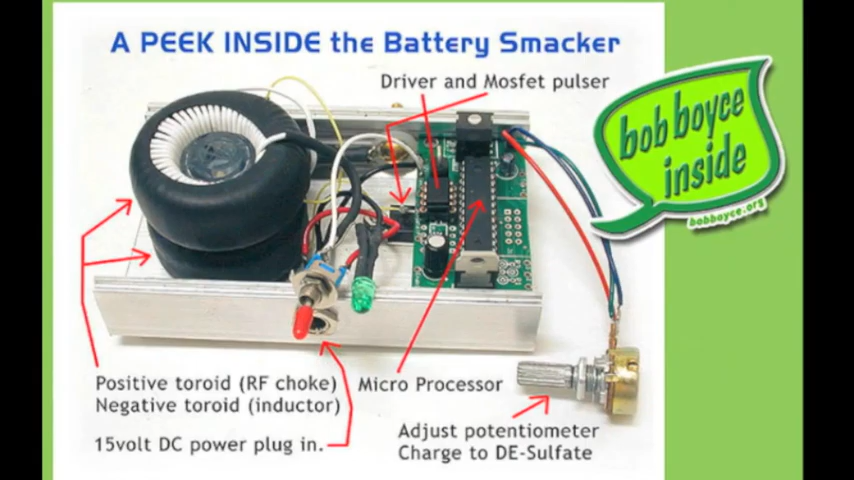 A PEEK INSIDE the Battery Smacker
Driver and Mosfet pulser
bob boyce
inside
bobboyce.org
Positive toroid (RF choke)
Negative toroid (inductor)
Micro Processor
15volt DC power plug in.
Adjust potentiometer
Charge to DE-Sulfate